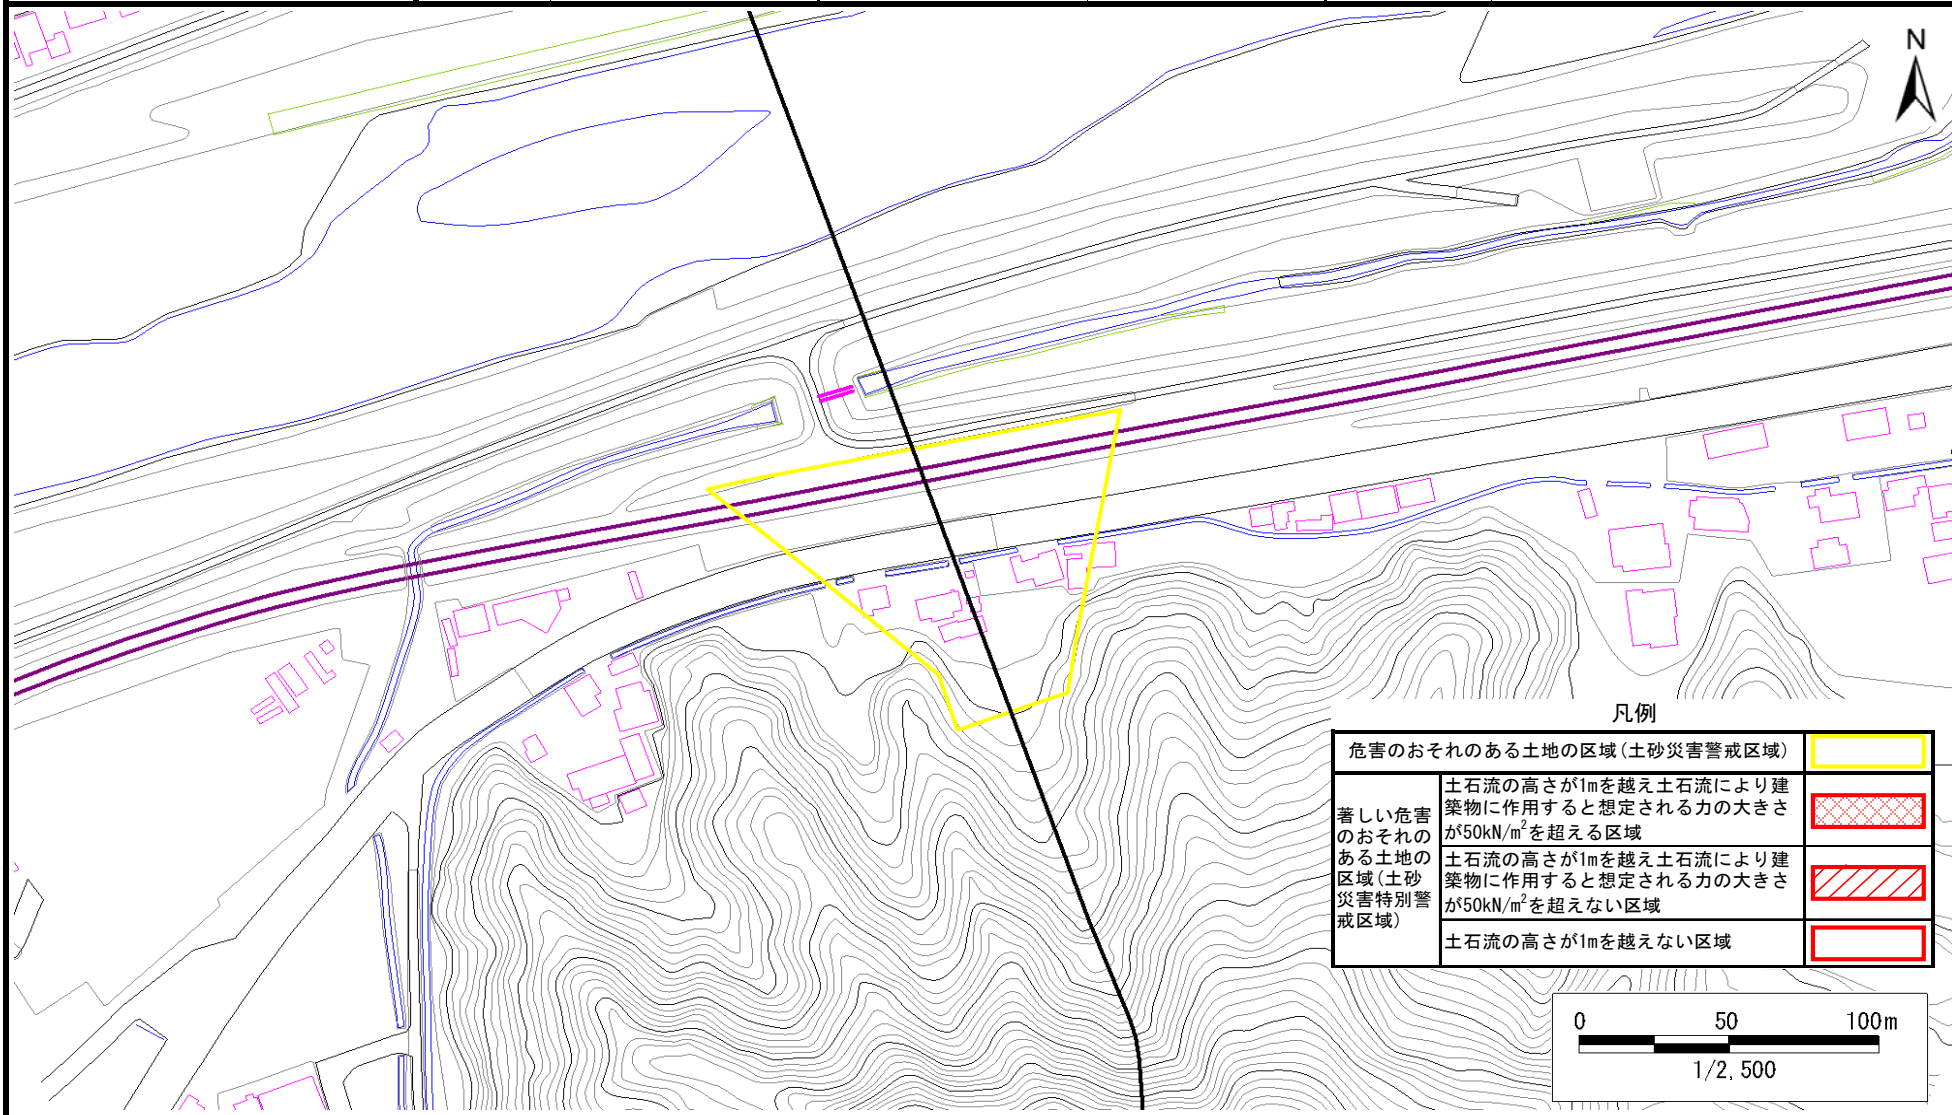 N
凡例
危害のおそれのある土地の区域(土砂災害警戒区域)
著しい危害
のおそれの
ある土地の
区域(土砂
災害特別警
戒区域)
土石流の高さが1mを越え土石流により建
築物に作用すると想定される力の大きさ
が50kN/m²を超える区域
土石流の高さが1mを越え土石流により建
築物に作用すると想定される力の大きさ
が50kN/m²を超えない区域
土石流の高さが1mを越えない区域
0 50 100m
1/2,500